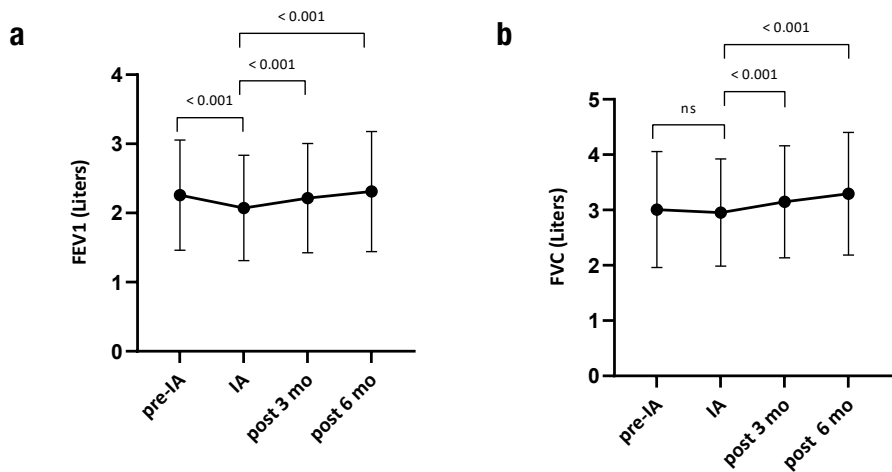 a
< 0.001
< 0.001
< 0.001
FEV1 (Liters)
4
3
2
1
0
pre-IA
IA
post 3 mo
post 6 mo
b
< 0.001
< 0.001
ns
FVC (Liters)
5
4
3
2
1
0
pre-IA
IA
post 3 mo
post 6 mo